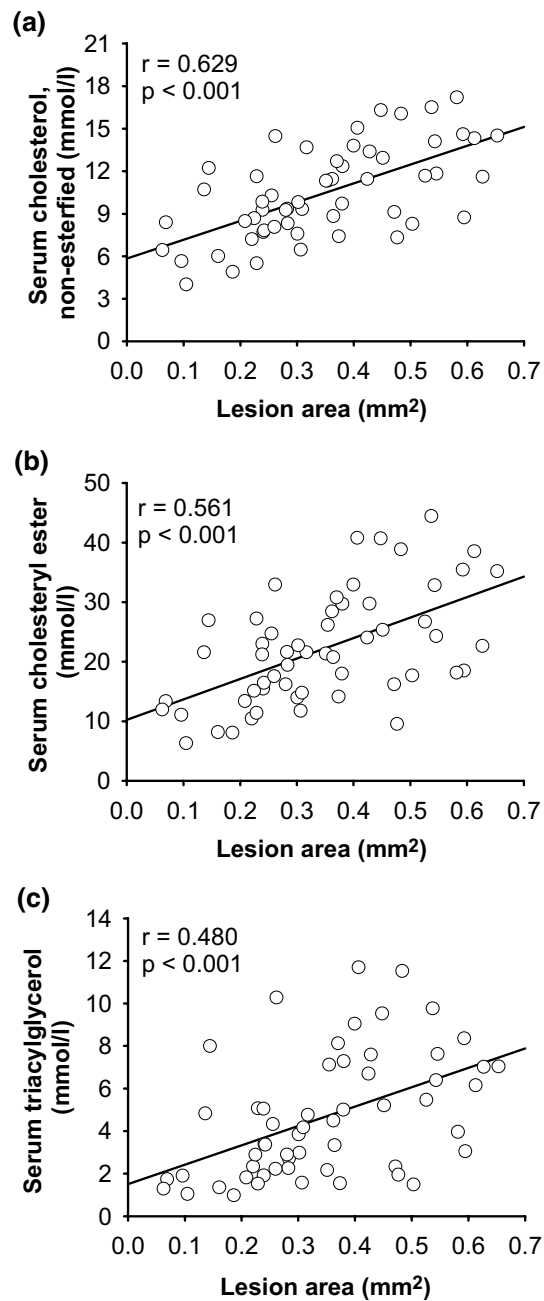 (a)
r = 0.629
p < 0.001
Serum cholesterol,
non-esterfied (mmol/l)
21
18
15
12
9
6
3
0
0.0 0.1 0.2 0.3 0.4 0.5 0.6 0.7
Lesion area (mm²)
(b)
r = 0.561
p < 0.001
Serum cholesteryl ester
(mmol/l)
50
40
30
20
10
0
0.0 0.1 0.2 0.3 0.4 0.5 0.6 0.7
Lesion area (mm²)
(c)
r = 0.480
p < 0.001
Serum triacylglycerol
(mmol/l)
14
12
10
8
6
4
2
0
0.0 0.1 0.2 0.3 0.4 0.5 0.6 0.7
Lesion area (mm²)